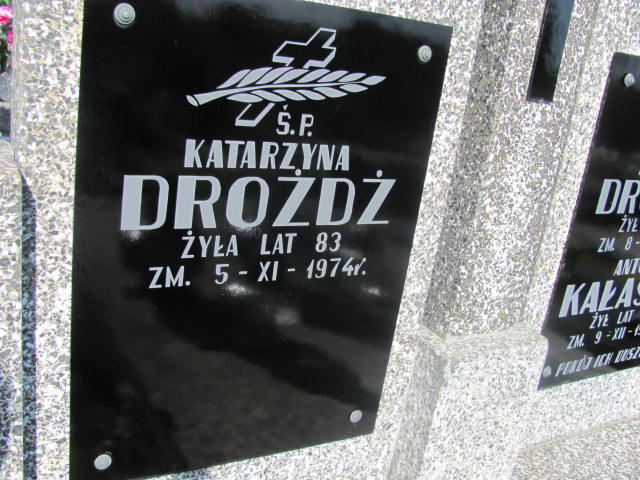 Ś.P.
KATARZYNA
DROŻDŻ
ŻYŁA LAT 83
ZM. 5-XI-1974r.
DR
ŻYŁ
ZM. 8-
ANT
KAŁAS
ŻYŁ LAT
ZM. 9-XII-
POKÓJ ICH DUSZ